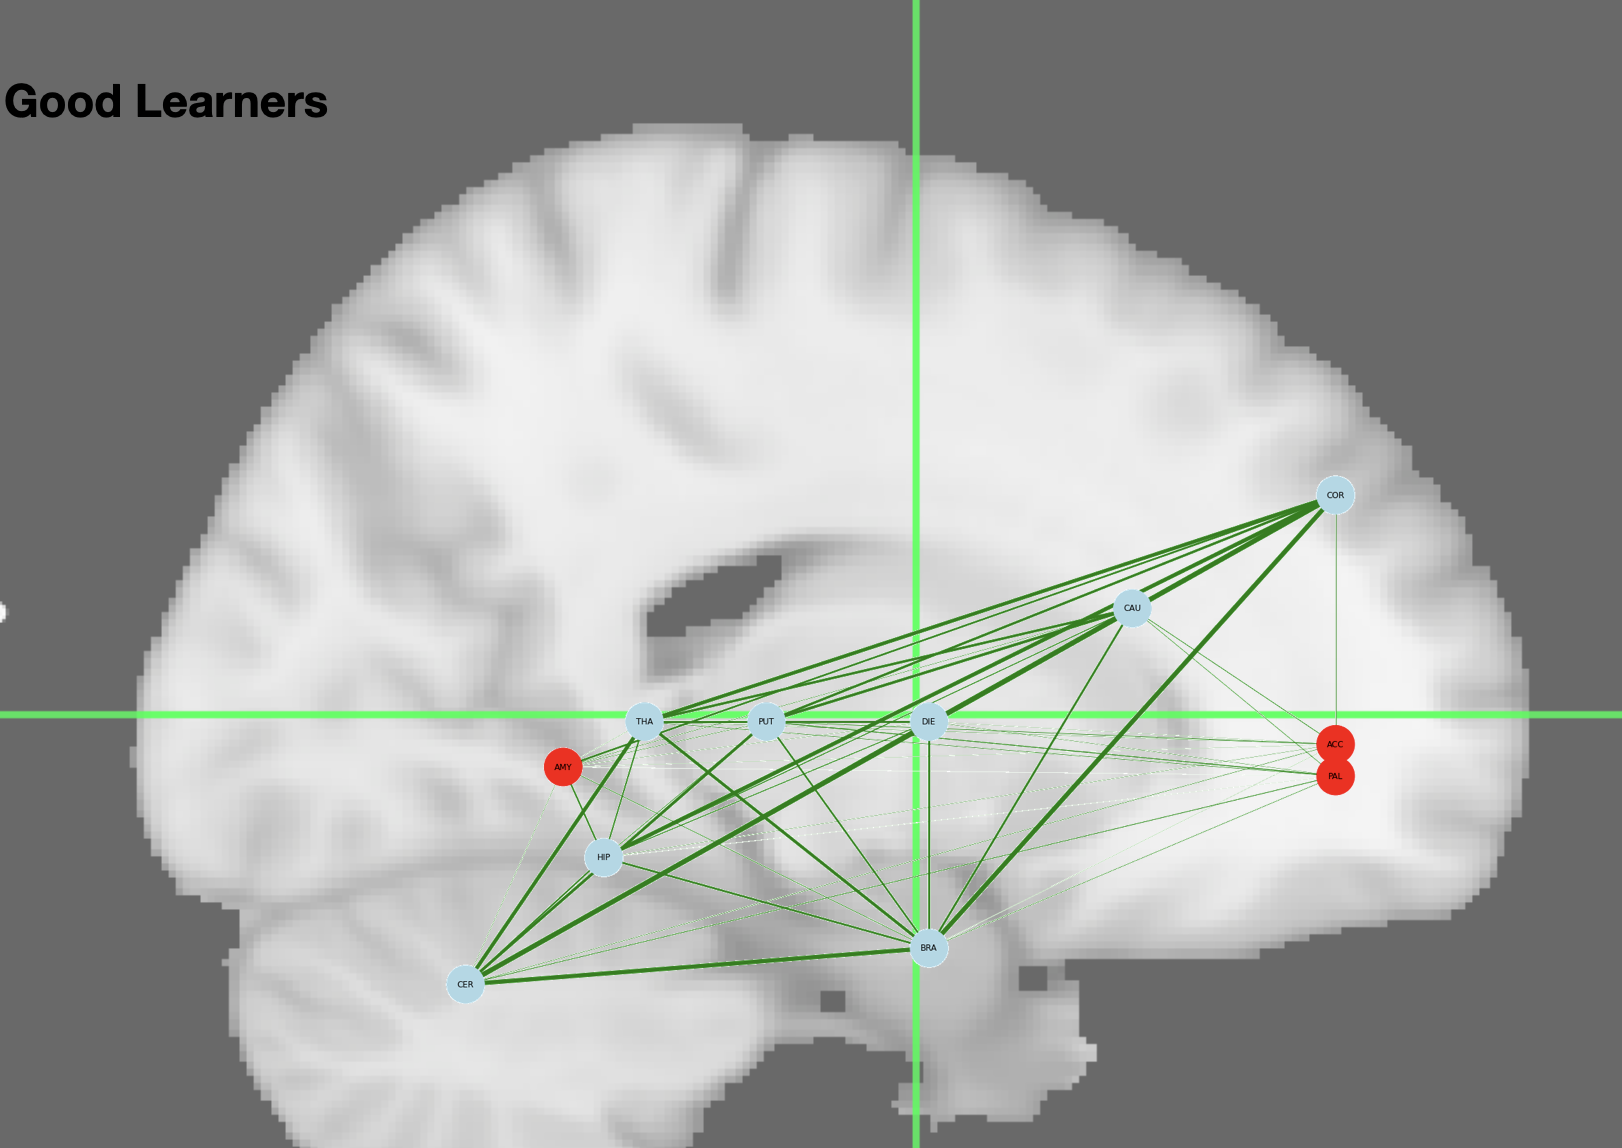 Good Learners
COR
CAU
THA
PUT
DIE
ACC
AMY
PAL
HIP
BRA
CER